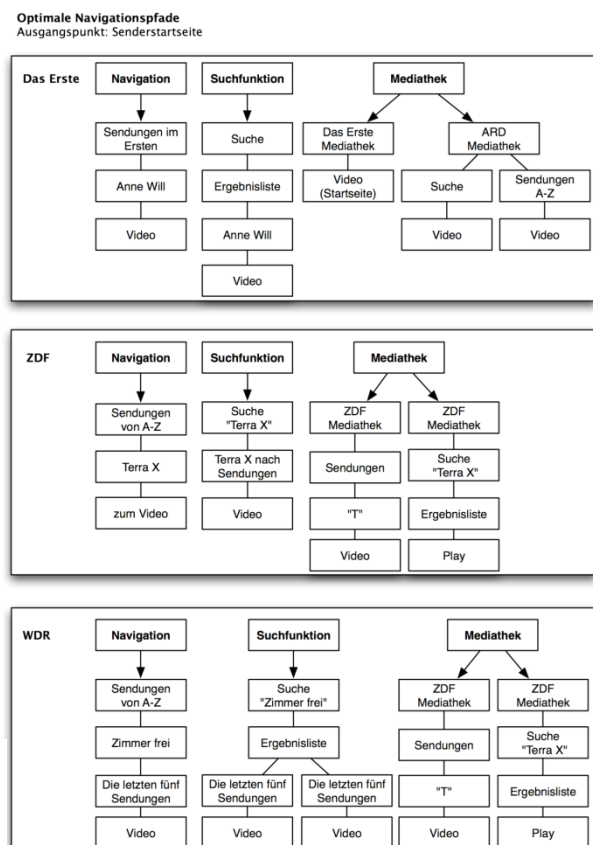 Optimale Navigationspfade
Ausgangspunkt: Senderstartseite
Das Erste
Navigation
Suchfunktion
Mediathek
Sendungen im
Ersten
Suche
Das Erste
Mediathek
ARD
Mediathek
Anne Will
Ergebnisliste
Video
(Startseite)
Suche
Sendungen
A-Z
Video
Anne Will
Video
Video
Video
ZDF
Navigation
Suchfunktion
Mediathek
Sendungen
von A-Z
Suche
"Terra X"
ZDF
Mediathek
ZDF
Mediathek
Terra X
Terra X nach
Sendungen
Sendungen
Suche
"Terra X"
zum Video
Video
"T"
Ergebnisliste
Video
Play
WDR
Navigation
Suchfunktion
Mediathek
Sendungen
von A-Z
Suche
"Zimmer frei"
ZDF
Mediathek
ZDF
Mediathek
Zimmer frei
Ergebnisliste
Sendungen
Suche
"Terra X"
Die letzten fünf
Sendungen
Die letzten fünf
Sendungen
Die letzten fünf
Sendungen
"T"
Ergebnisliste
Video
Video
Video
Video
Play